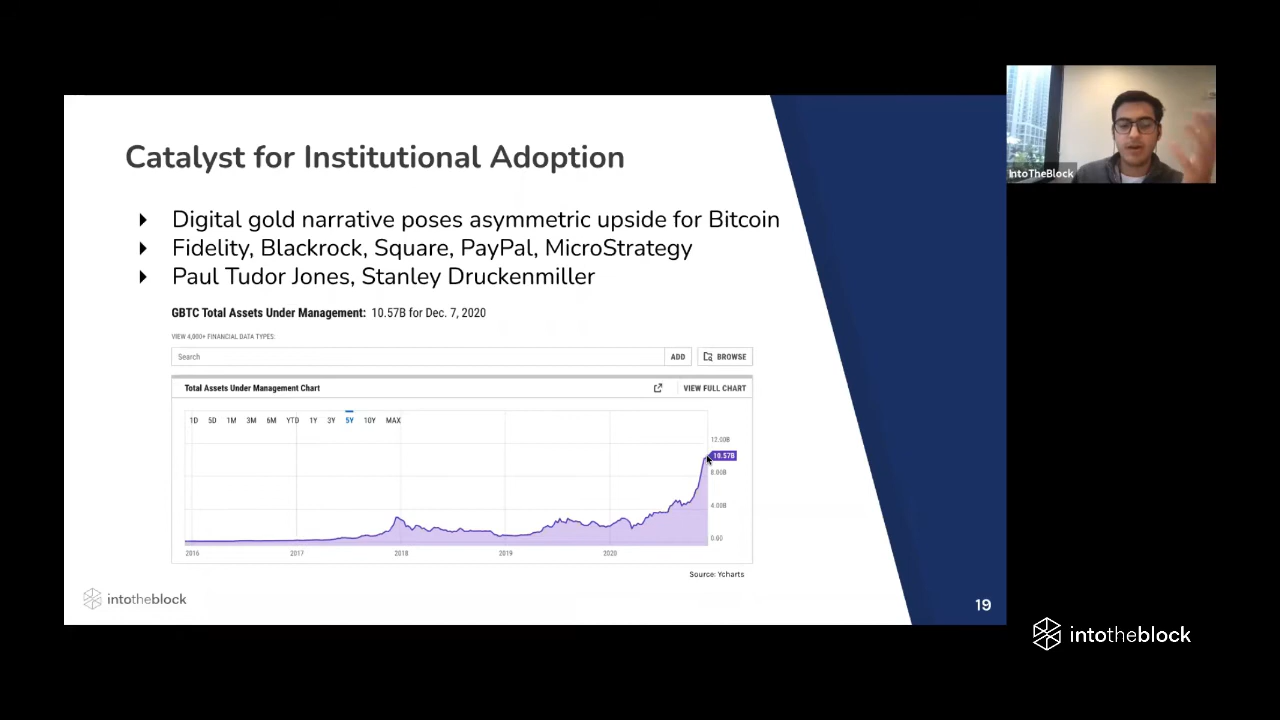 Catalyst for Institutional Adoption
Digital gold narrative poses asymmetric upside for Bitcoin
Fidelity, Blackrock, Square, PayPal, MicroStrategy
Paul Tudor Jones, Stanley Druckenmiller
GBTC Total Assets Under Management: 10.57B for Dec. 7, 2020
VIEW 4,000+ FINANCIAL DATA TYPES:
Search ADD BROWSE
Total Assets Under Management Chart VIEW FULL CHART
1D 5D 1M 3M 6M YTD 1Y 3Y 5Y 10Y MAX
12.00B
10.57B
8.00B
4.00B
0.00
2016 2017 2018 2019 2020
Source: Ycharts
intotheblock
19
IntoTheBlock
intotheblock